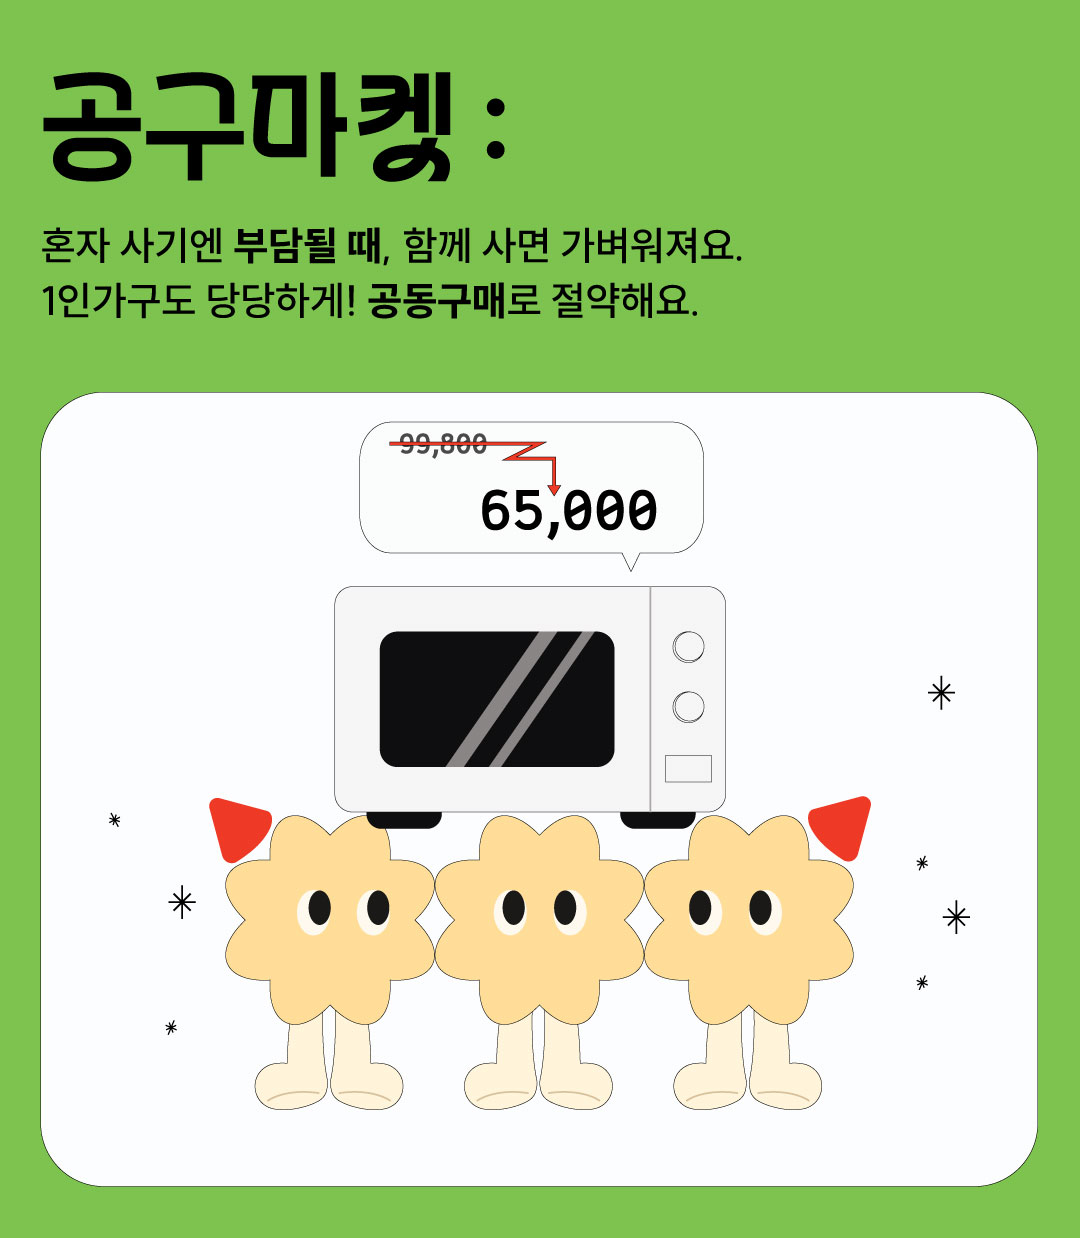 공구마켓 :
혼자 사기엔 부담될 때, 함께 사면 가벼워져요.
1인가구도 당당하게! 공동구매로 절약해요.
99,800
65,000